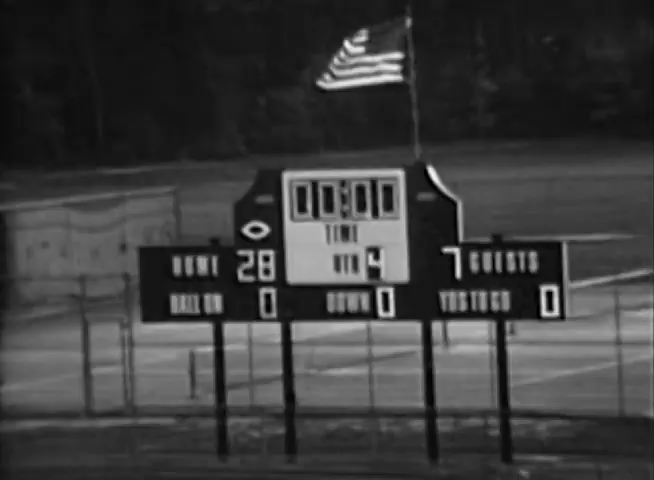 00:00
TIME
HOME 28 QTR 4 7 GUESTS
BALL ON 0 DOWN 0 YDS TO GO 0